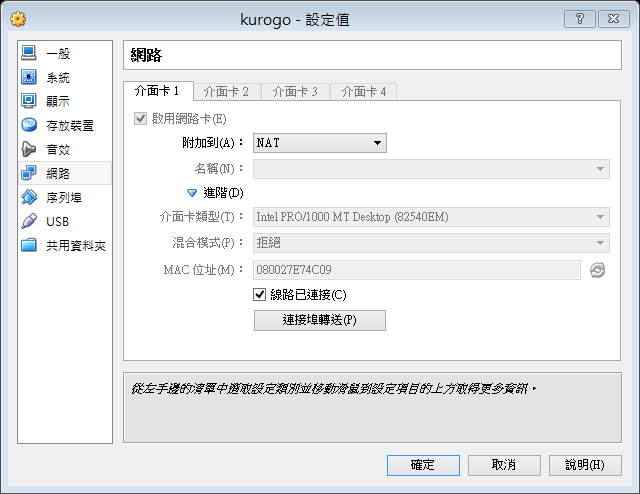 kurogo - 設定值
一般
系統
顯示
存放裝置
音效
網路
序列埠
USB
共用資料夾
網路
介面卡 1
介面卡 2
介面卡 3
介面卡 4
啟用網路卡(E)
附加到(A)： NAT
名稱(N)：
進階(D)
介面卡類型(T)： Intel PRO/1000 MT Desktop (82540EM)
混合模式(P)： 拒絕
MAC 位址(M)： 080027E74C09
線路已連接(C)
連接埠轉送(P)
從左手邊的清單中選取設定類別並移動滑鼠到設定項目的上方取得更多資訊。
確定
取消
說明(H)